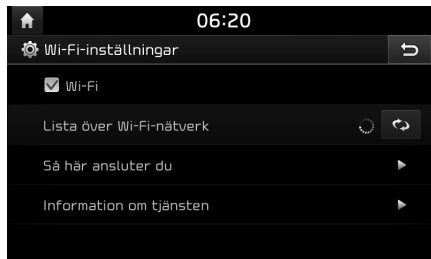 06:20
Wi-Fi-inställningar
Wi-Fi
Lista över Wi-Fi-nätverk
Så här ansluter du
Information om tjänsten